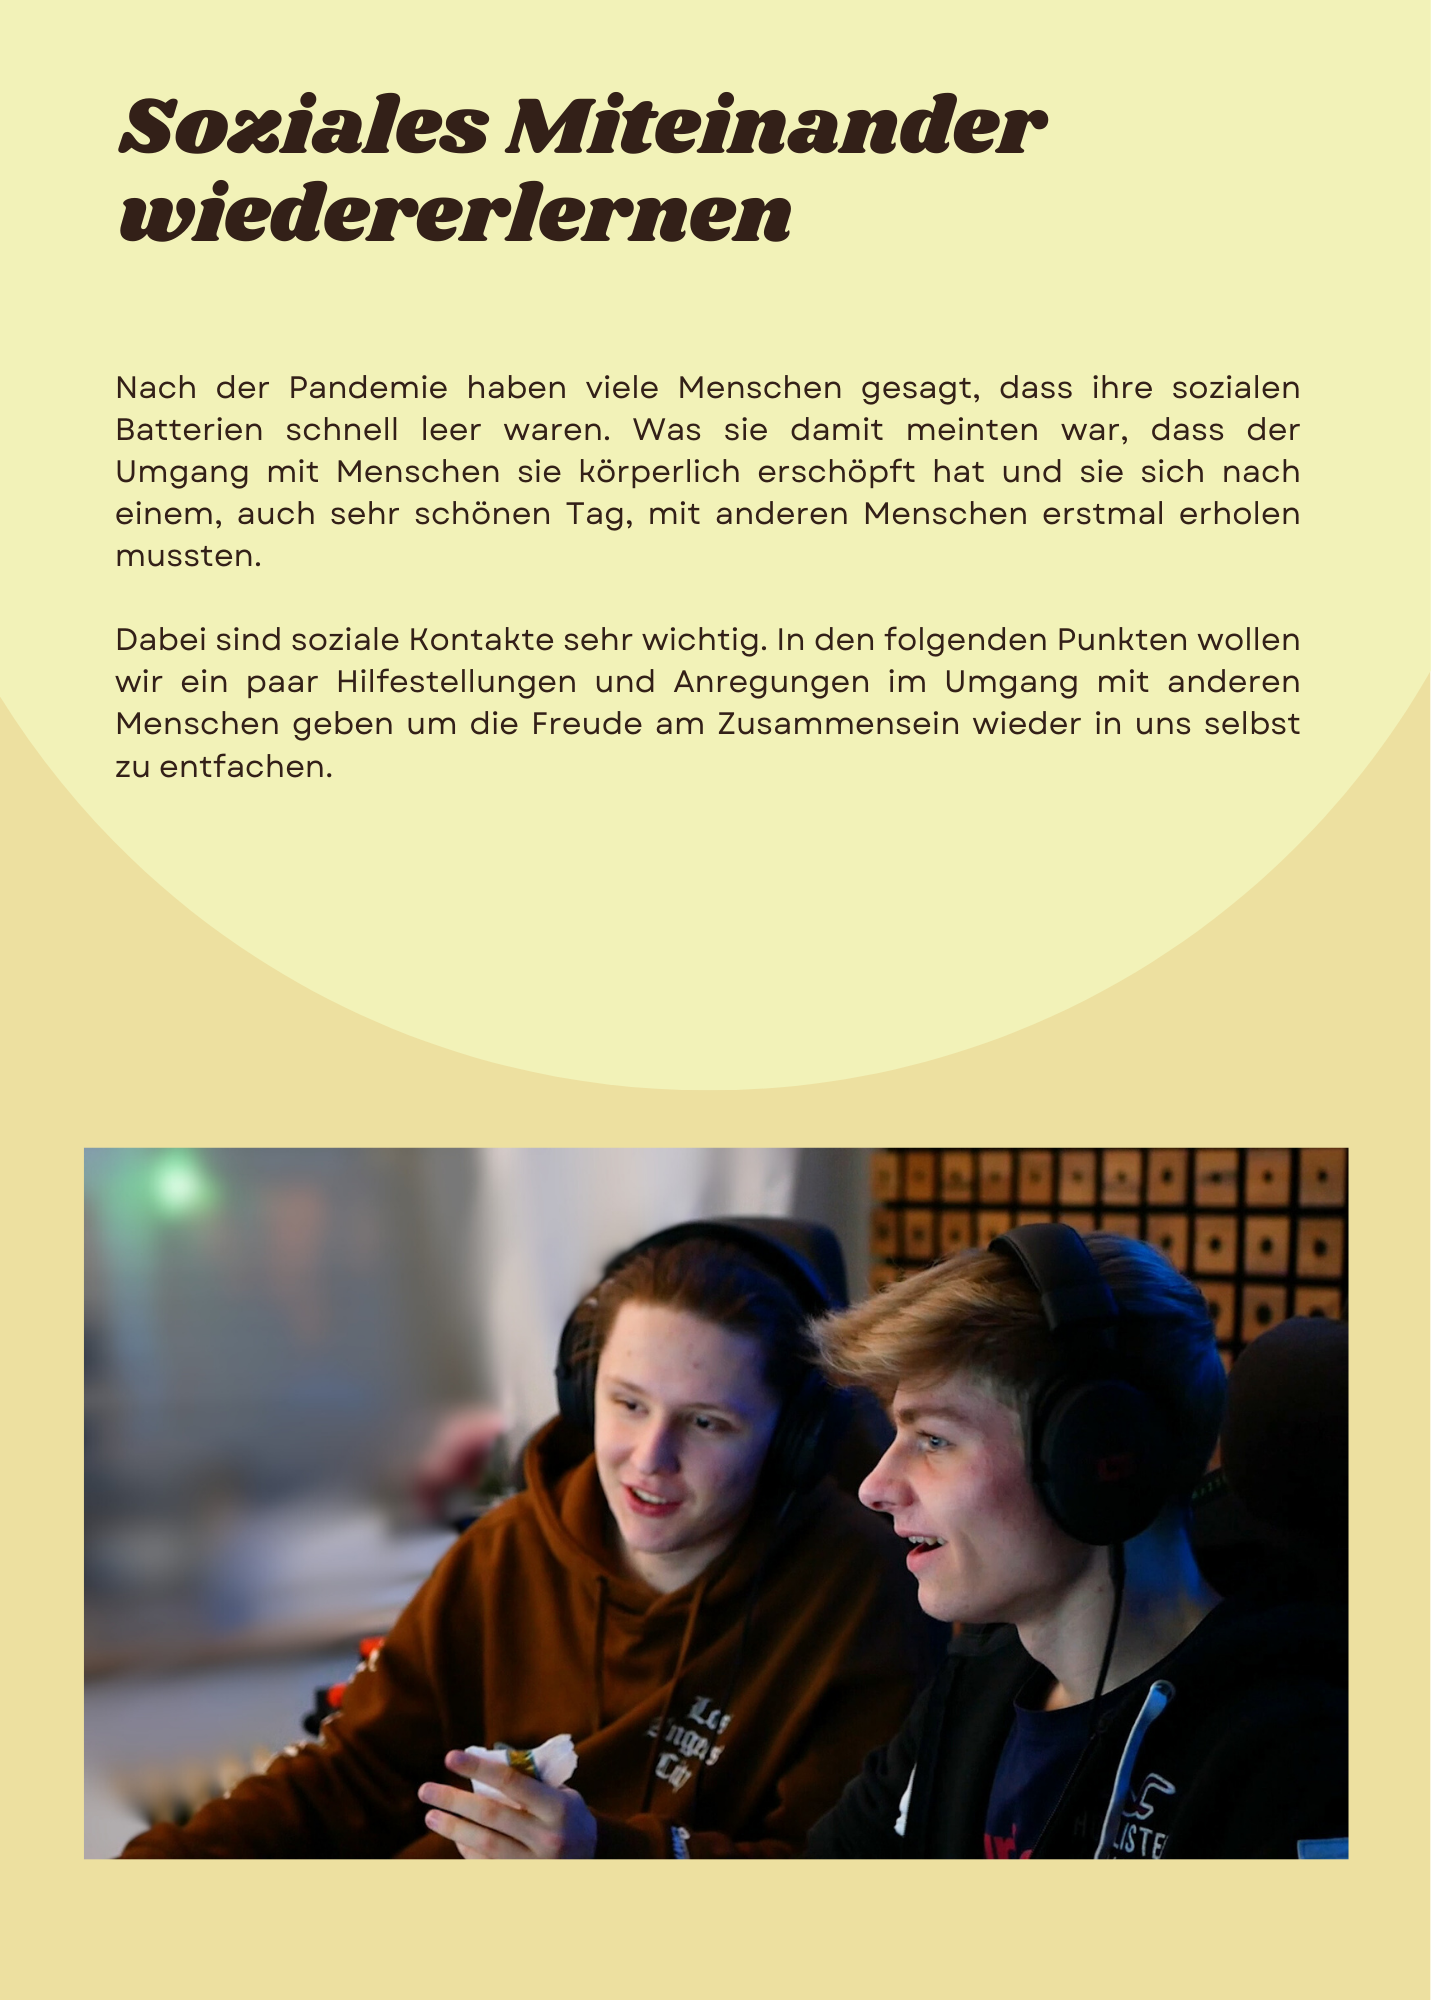 Soziales Miteinander
wiedererlernen
Nach der Pandemie haben viele Menschen gesagt, dass ihre sozialen
Batterien schnell leer waren. Was sie damit meinten war, dass der
Umgang mit Menschen sie körperlich erschöpft hat und sie sich nach
einem, auch sehr schönen Tag, mit anderen Menschen erstmal erholen
mussten.
Dabei sind soziale Kontakte sehr wichtig. In den folgenden Punkten wollen
wir ein paar Hilfestellungen und Anregungen im Umgang mit anderen
Menschen geben um die Freude am Zusammensein wieder in uns selbst
zu entfachen.
Los
Angeles
City